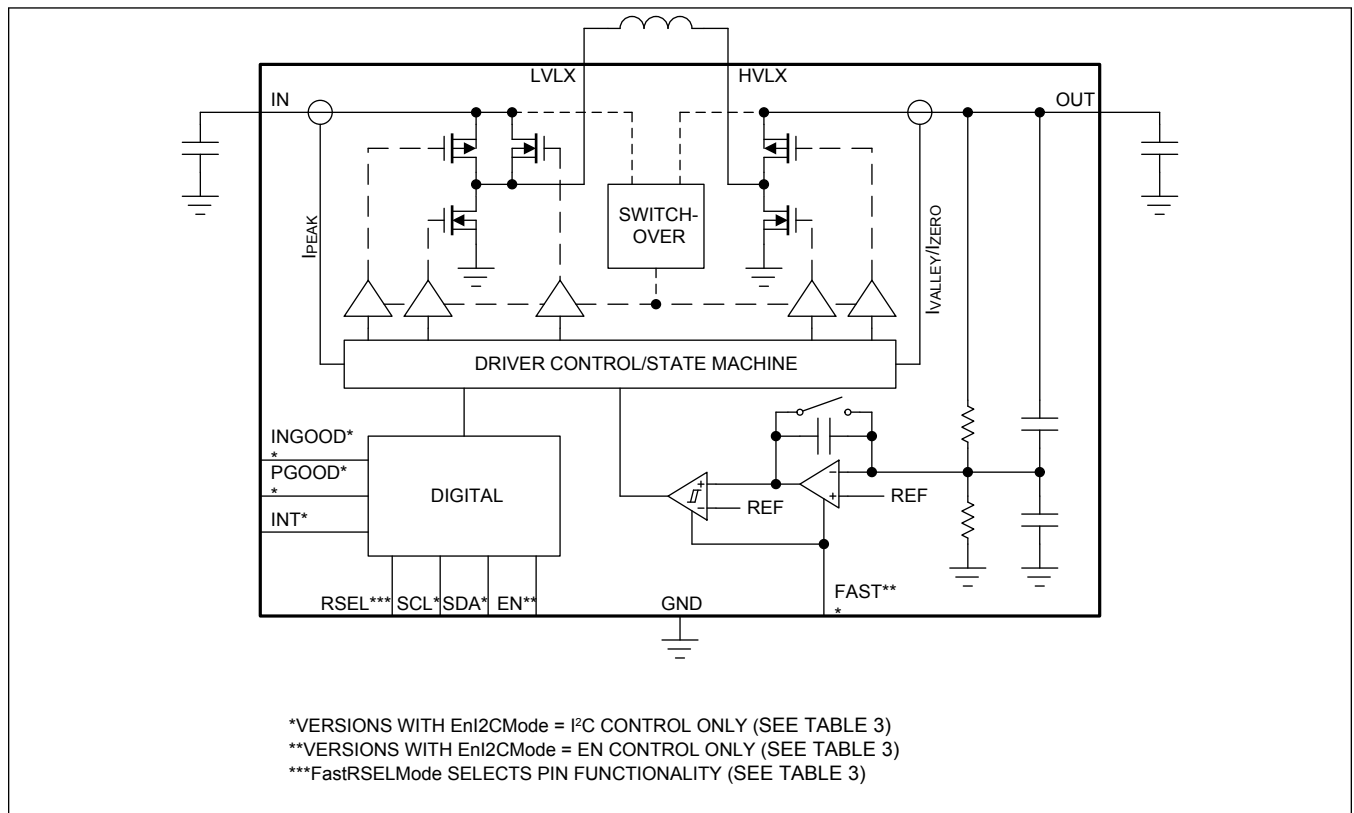 LVLX
HVLX
IN
OUT
SWITCH-
OVER
IPEAK
IVALLEY/IZERO
DRIVER CONTROL/STATE MACHINE
INGOOD*
*
PGOOD*
*
INT*
DIGITAL
+
-
REF
-
+
REF
RSEL***
SCL*
SDA*
EN**
GND
FAST**
*
*VERSIONS WITH EnI2CMode = I²C CONTROL ONLY (SEE TABLE 3)
**VERSIONS WITH EnI2CMode = EN CONTROL ONLY (SEE TABLE 3)
***FastRSELMode SELECTS PIN FUNCTIONALITY (SEE TABLE 3)